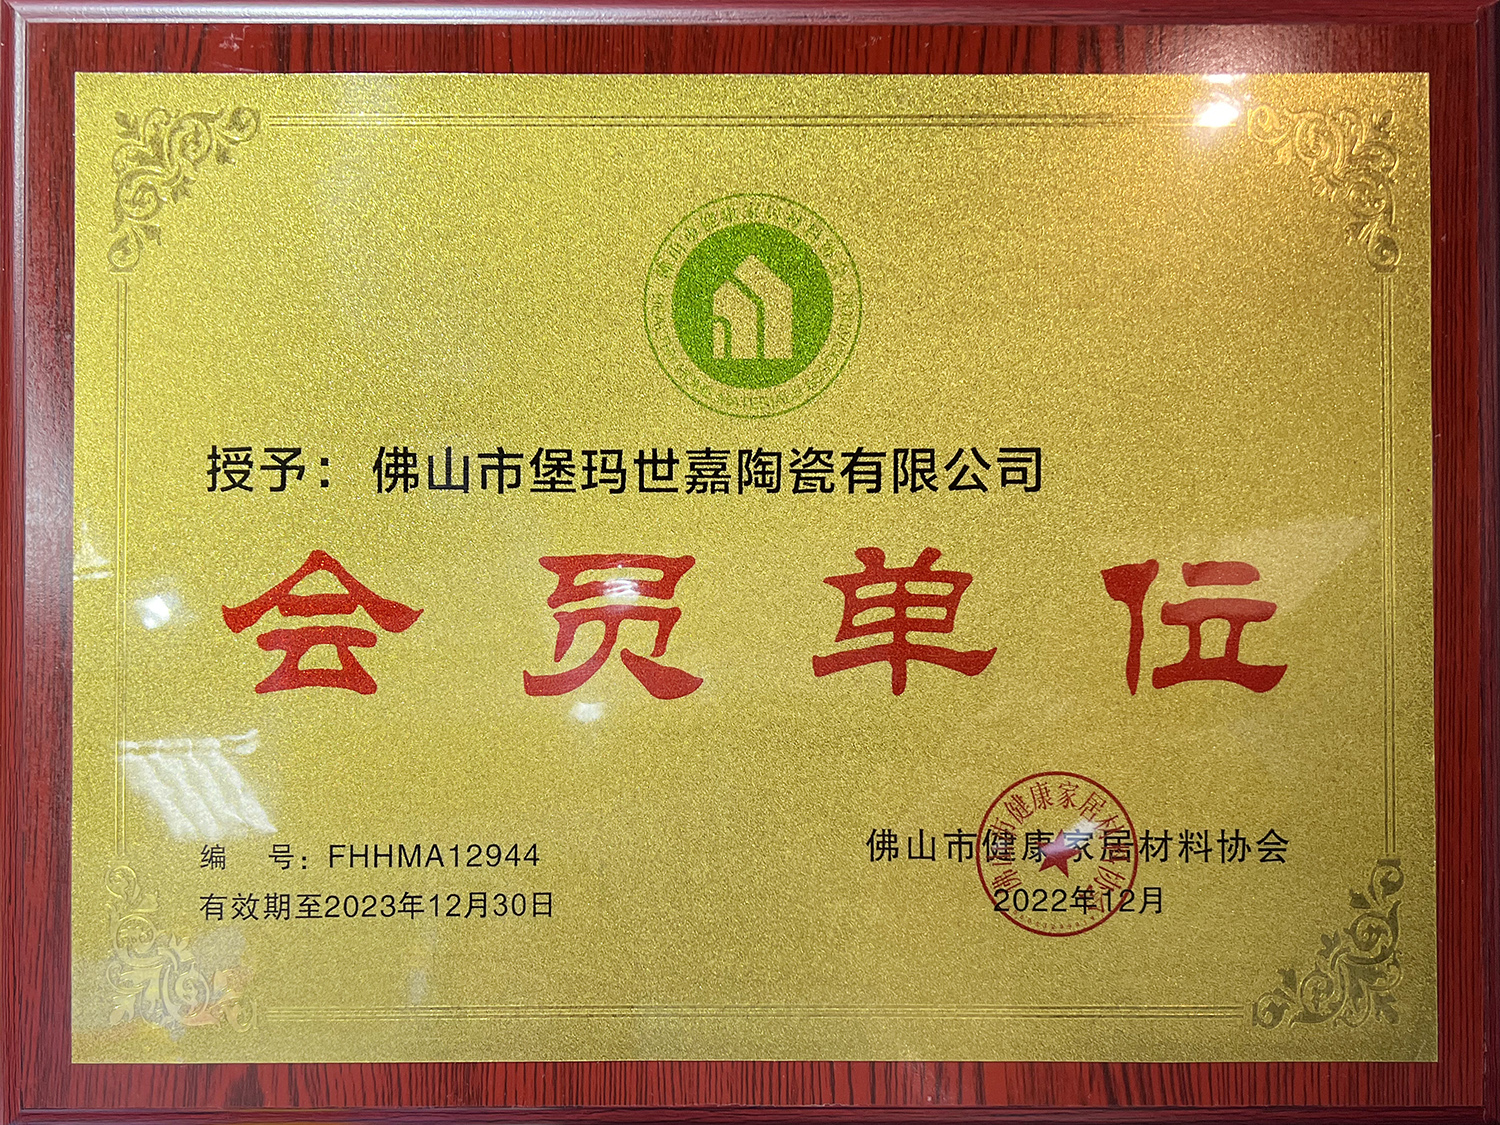 授予：佛山市堡玛世嘉陶瓷有限公司
会员单位
编 号：FHHMA12944
有效期至2023年12月30日
佛山市健康家居材料协会
2022年12月